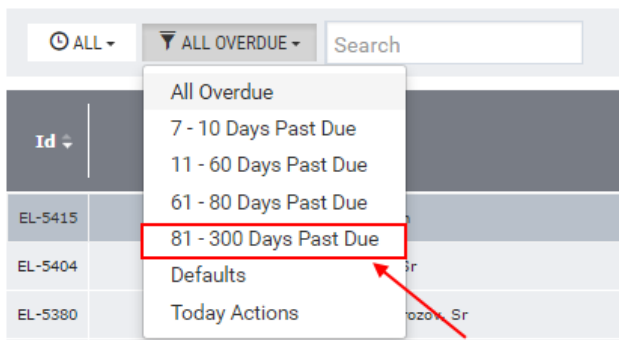 ALL
ALL OVERDUE
Search
All Overdue
7 - 10 Days Past Due
Id
11 - 60 Days Past Due
61 - 80 Days Past Due
EL-5415
81 - 300 Days Past Due
EL-5404
Sr
Defaults
EL-5380
Today Actions
Sr